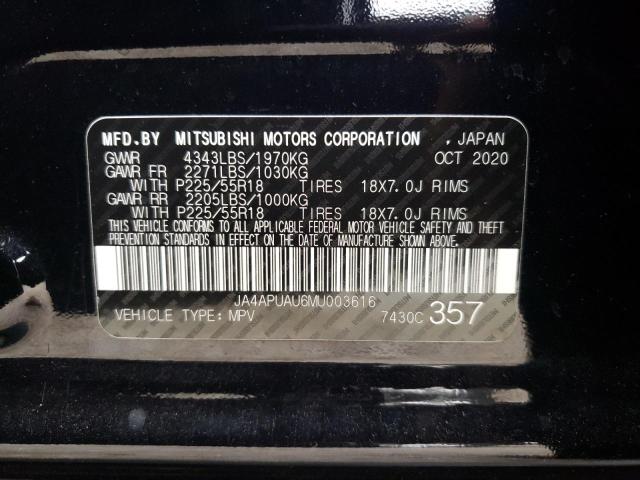 MFD.BY MITSUBISHI MOTORS CORPORATION , JAPAN
GVWR 4343LBS/1970KG OCT 2020
GAWR FR 2271LBS/1030KG
WITH P225/55R18 TIRES 18X7.0J RIMS
GAWR RR 2205LBS/1000KG
WITH P225/55R18 TIRES 18X7.0J RIMS
THIS VEHICLE CONFORMS TO ALL APPLICABLE FEDERAL MOTOR VEHICLE SAFETY AND THEFT
PREVENTION STANDARDS IN EFFECT ON THE DATE OF MANUFACTURE SHOWN ABOVE.
JA4APUAU6MU003616
VEHICLE TYPE: MPV 7430C 357